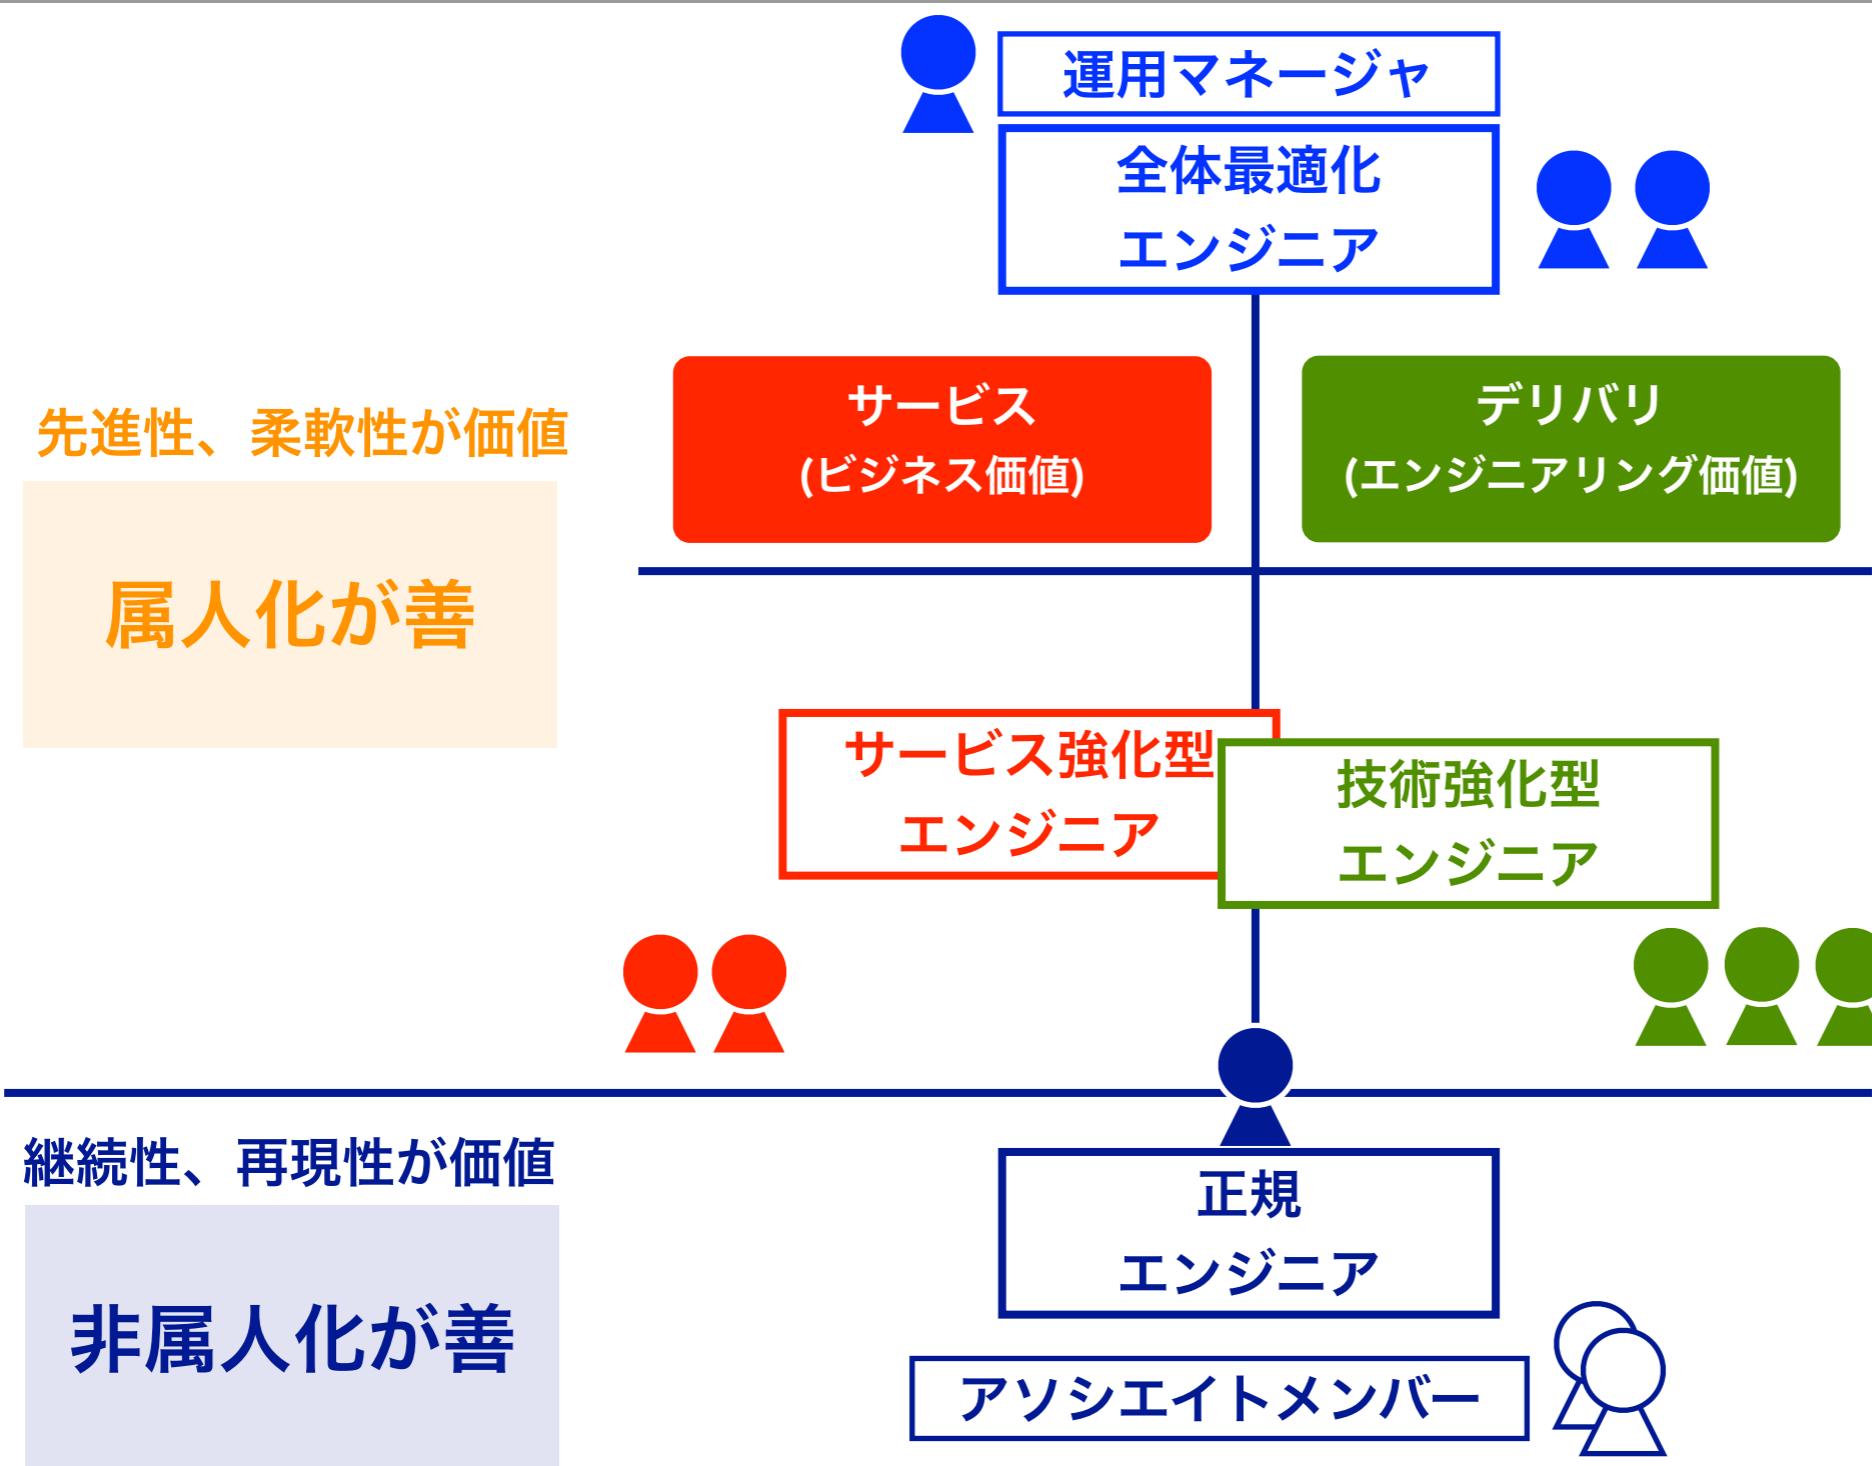 運用マネージャ
全体最適化
エンジニア
サービス
(ビジネス価値)
デリバリ
(エンジニアリング価値)
先進性、柔軟性が価値
属人化が善
サービス強化型
エンジニア
技術強化型
エンジニア
継続性、再現性が価値
非属人化が善
正規
エンジニア
アソシエイトメンバー